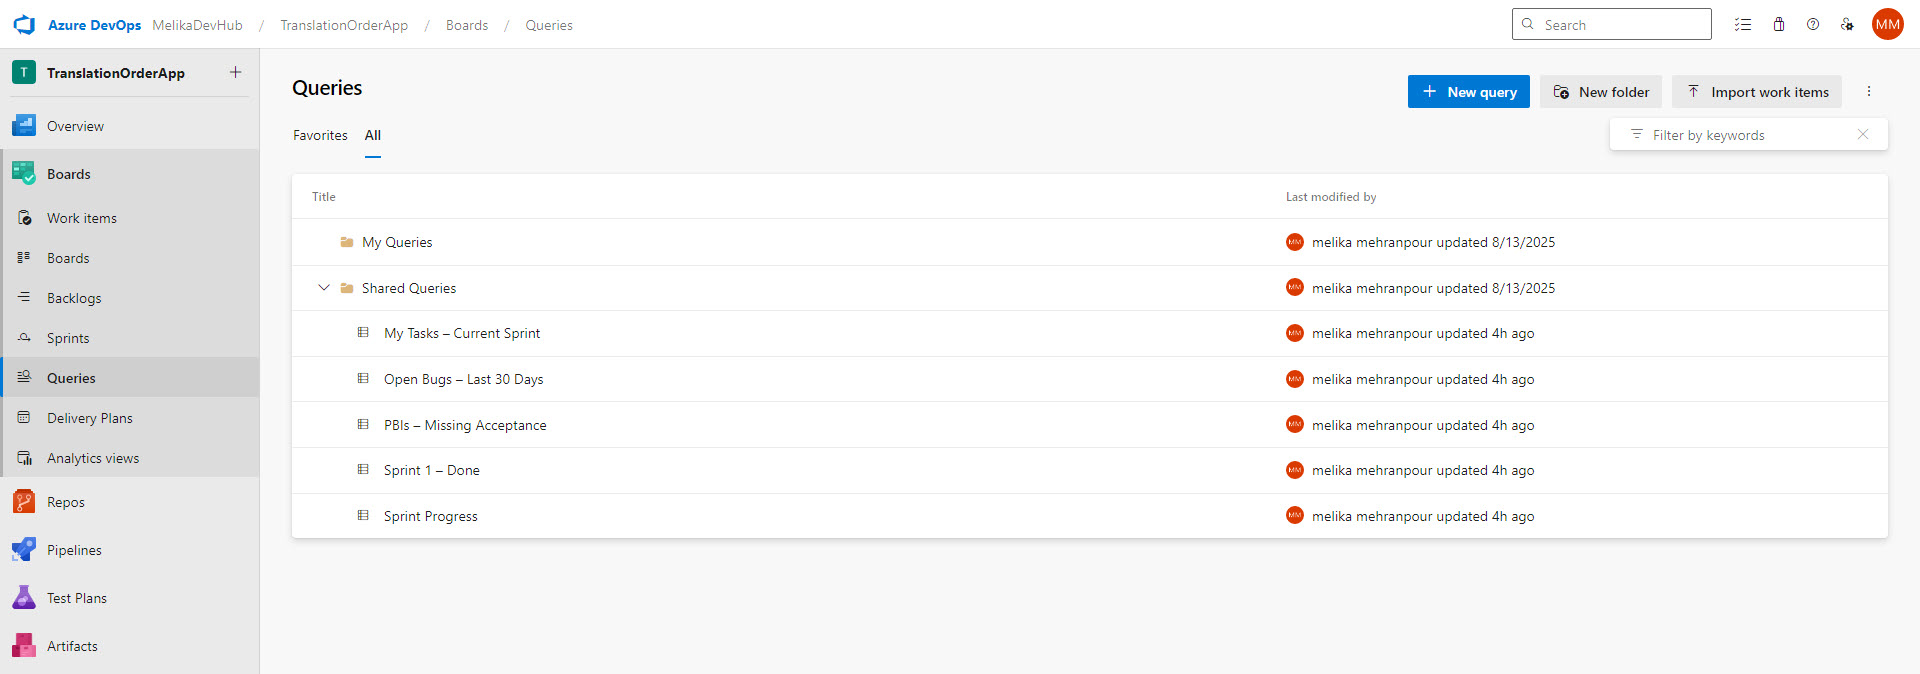 Azure DevOps MelikaDevHub / TranslationOrderApp / Boards / Queries Search MM
T TranslationOrderApp
Overview
Boards
Work items
Boards
Backlogs
Sprints
Queries
Delivery Plans
Analytics views
Repos
Pipelines
Test Plans
Artifacts
Queries
New query New folder Import work items
Favorites All
Filter by keywords
Title Last modified by
My Queries MM melika mehranpour updated 8/13/2025
Shared Queries MM melika mehranpour updated 8/13/2025
My Tasks – Current Sprint MM melika mehranpour updated 4h ago
Open Bugs – Last 30 Days MM melika mehranpour updated 4h ago
PBIs – Missing Acceptance MM melika mehranpour updated 4h ago
Sprint 1 – Done MM melika mehranpour updated 4h ago
Sprint Progress MM melika mehranpour updated 4h ago